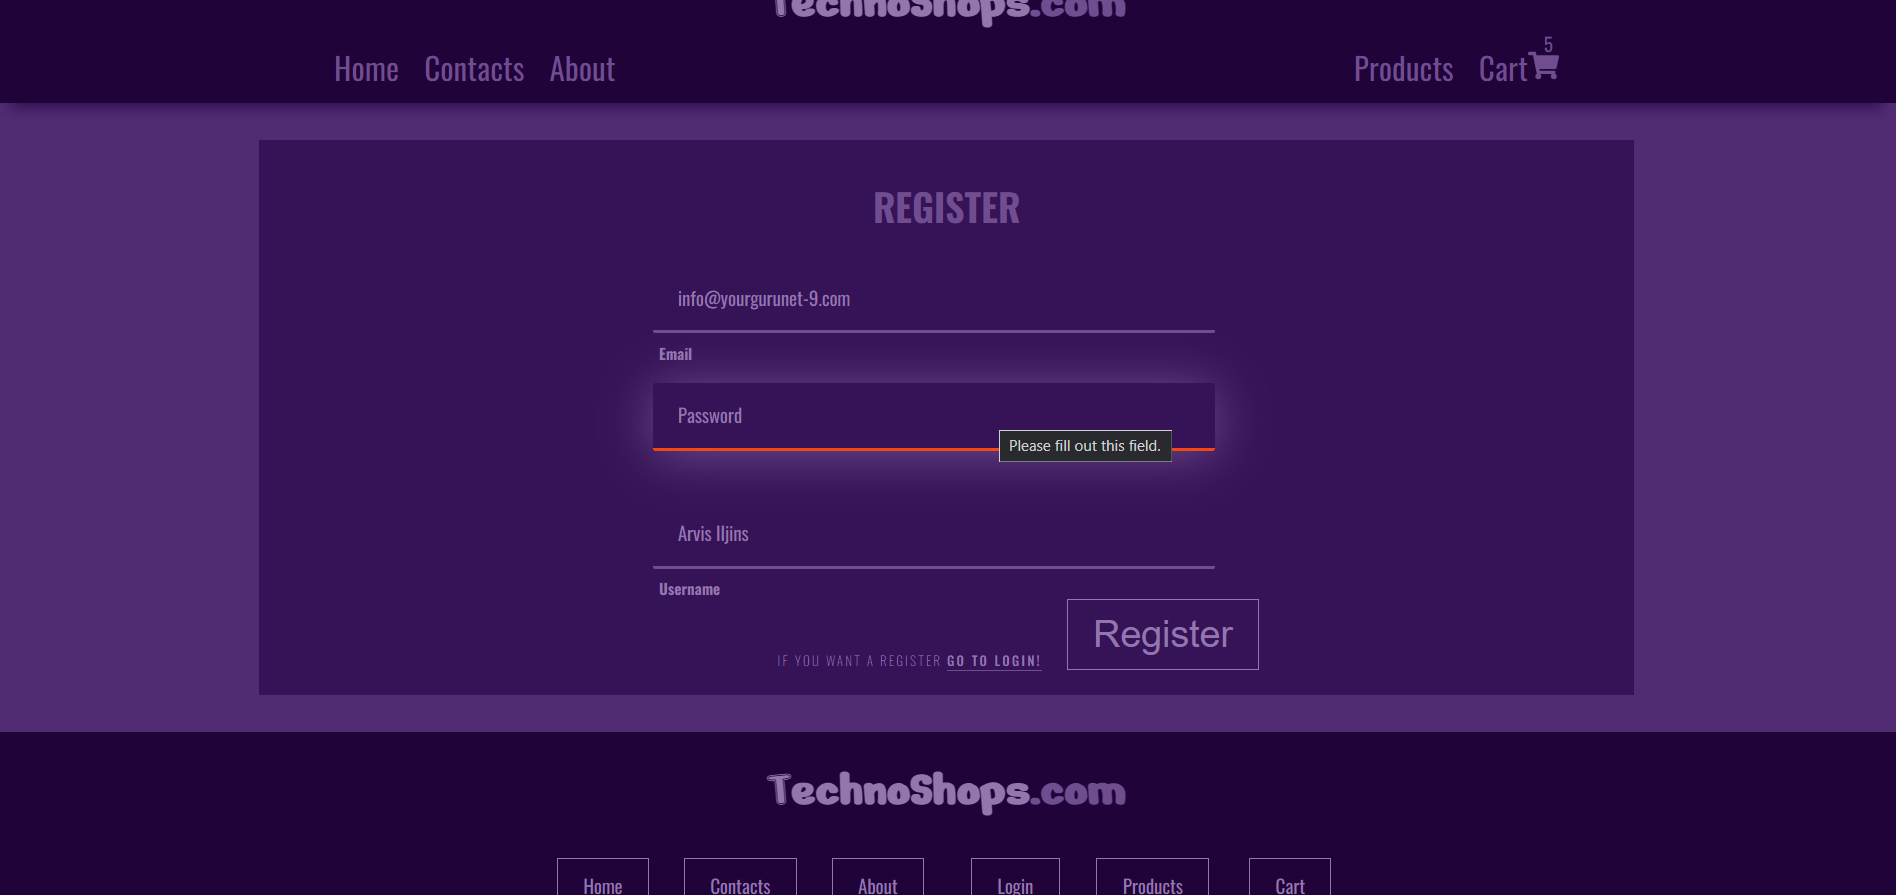 TechnoShops.com
Home Contacts About Products Cart 5
REGISTER
info@yourgurunet-9.com
Email
Password
Please fill out this field.
Arvis Iljins
Username
Register
IF YOU WANT A REGISTER GO TO LOGIN!
TechnoShops.com
Home Contacts About Login Products Cart